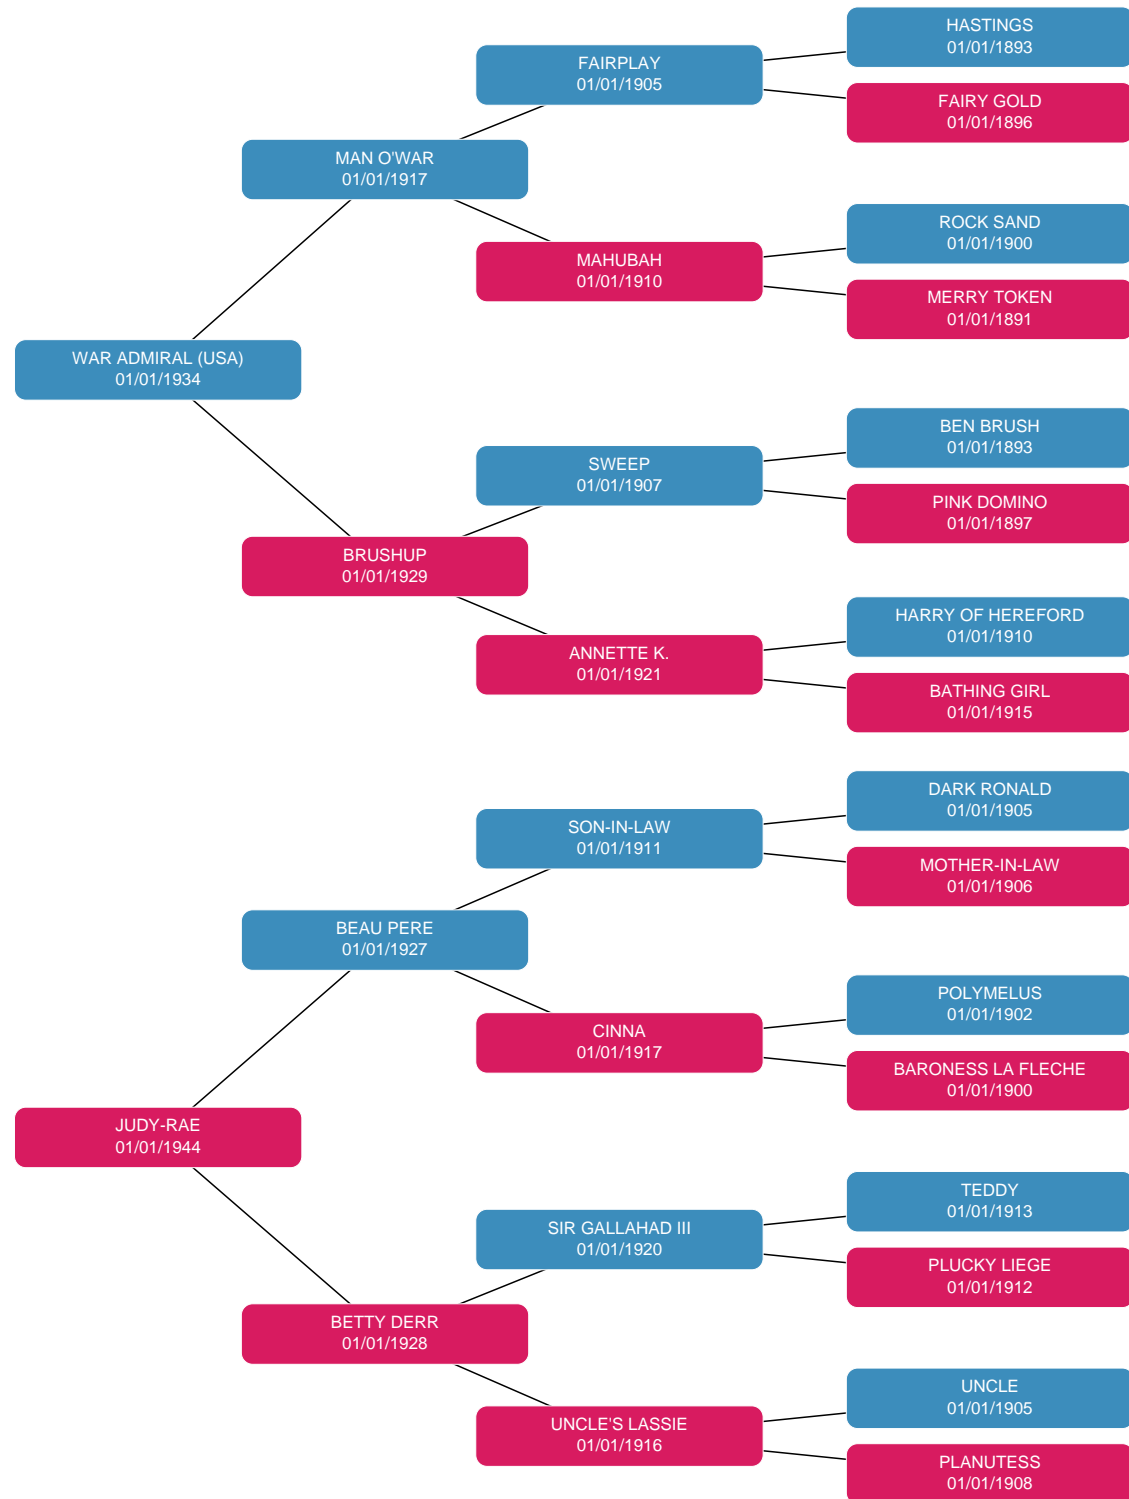 HASTINGS
01/01/1893
FAIRPLAY
01/01/1905
FAIRY GOLD
01/01/1896
MAN O'WAR
01/01/1917
ROCK SAND
01/01/1900
MAHUBAH
01/01/1910
MERRY TOKEN
01/01/1891
WAR ADMIRAL (USA)
01/01/1934
BEN BRUSH
01/01/1893
SWEEP
01/01/1907
PINK DOMINO
01/01/1897
BRUSHUP
01/01/1929
HARRY OF HEREFORD
01/01/1910
ANNETTE K.
01/01/1921
BATHING GIRL
01/01/1915
DARK RONALD
01/01/1905
SON-IN-LAW
01/01/1911
MOTHER-IN-LAW
01/01/1906
BEAU PERE
01/01/1927
POLYMELUS
01/01/1902
CINNA
01/01/1917
BARONESS LA FLECHE
01/01/1900
JUDY-RAE
01/01/1944
TEDDY
01/01/1913
SIR GALLAHAD III
01/01/1920
PLUCKY LIEGE
01/01/1912
BETTY DERR
01/01/1928
UNCLE
01/01/1905
UNCLE'S LASSIE
01/01/1916
PLANUTESS
01/01/1908